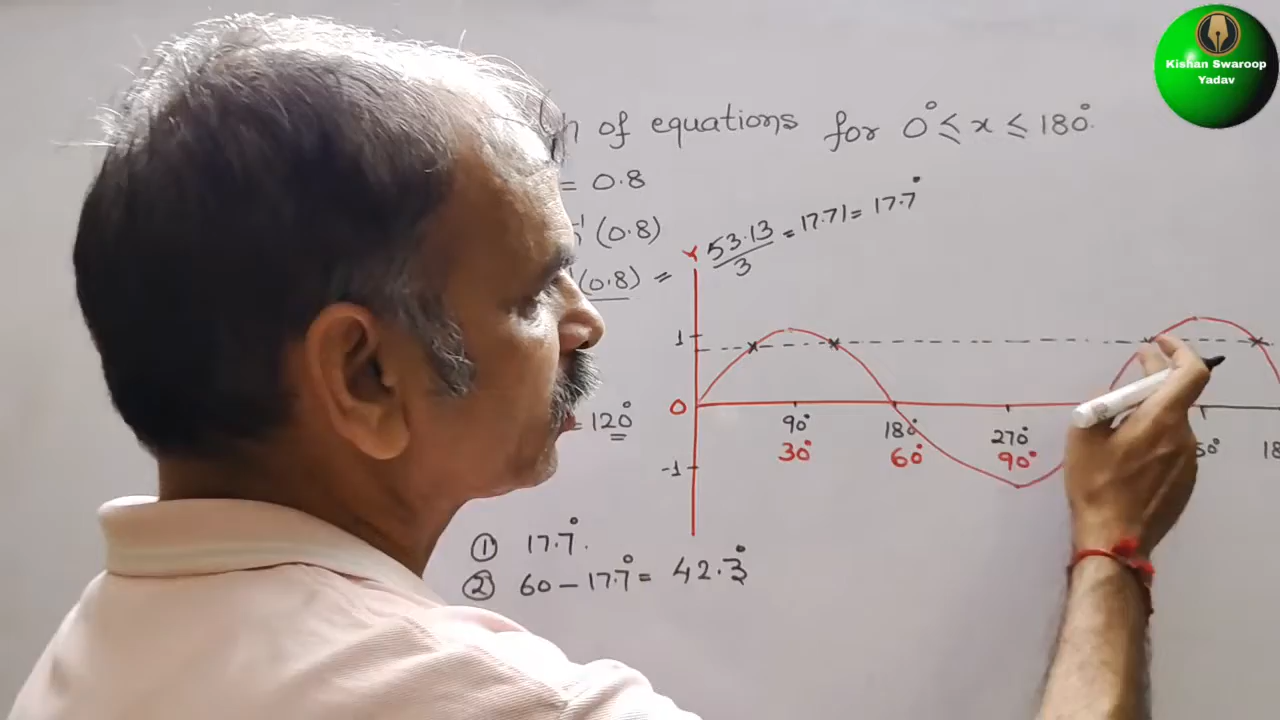 Kishan Swaroop
Yadav
of equations for 0° ≤ x ≤ 180°.
= 0.8
⁻¹(0.8)
(0.8) = 53.13/3 = 17.71 = 17.7°
1
0
-1
90° 180° 270°
30° 60° 90°
= 120°
① 17.7°.
② 60 − 17.7° = 42.3°